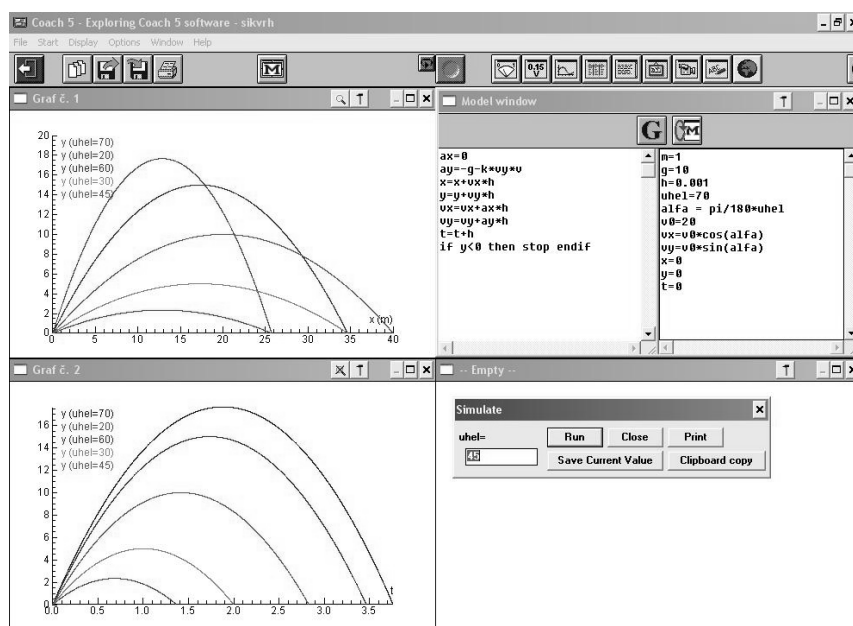 Coach 5 - Exploring Coach 5 software - sikvrh
File Start Display Options Window Help
M
0.15
V
Graf č. 1
20
18
16
14
12
10
8
6
4
2
0
y (uhel=70)
y (uhel=20)
y (uhel=60)
y (uhel=30)
y (uhel=45)
x (m)
0 5 10 15 20 25 30 35 40
Model window
G M
ax=0
ay=-g-k*vy*v
x=x+vx*h
y=y+vy*h
vx=vx+ax*h
vy=vy+ay*h
t=t+h
if y<0 then stop endif
m=1
g=10
h=0.001
uhel=70
alfa = pi/180*uhel
v0=20
vx=v0*cos(alfa)
vy=v0*sin(alfa)
x=0
y=0
t=0
Graf č. 2
16
14
12
10
8
6
4
2
0
y (uhel=70)
y (uhel=20)
y (uhel=60)
y (uhel=30)
y (uhel=45)
t
0.0 0.5 1.0 1.5 2.0 2.5 3.0 3.5
-- Empty --
Simulate
uhel=
45
Run Close Print
Save Current Value Clipboard copy